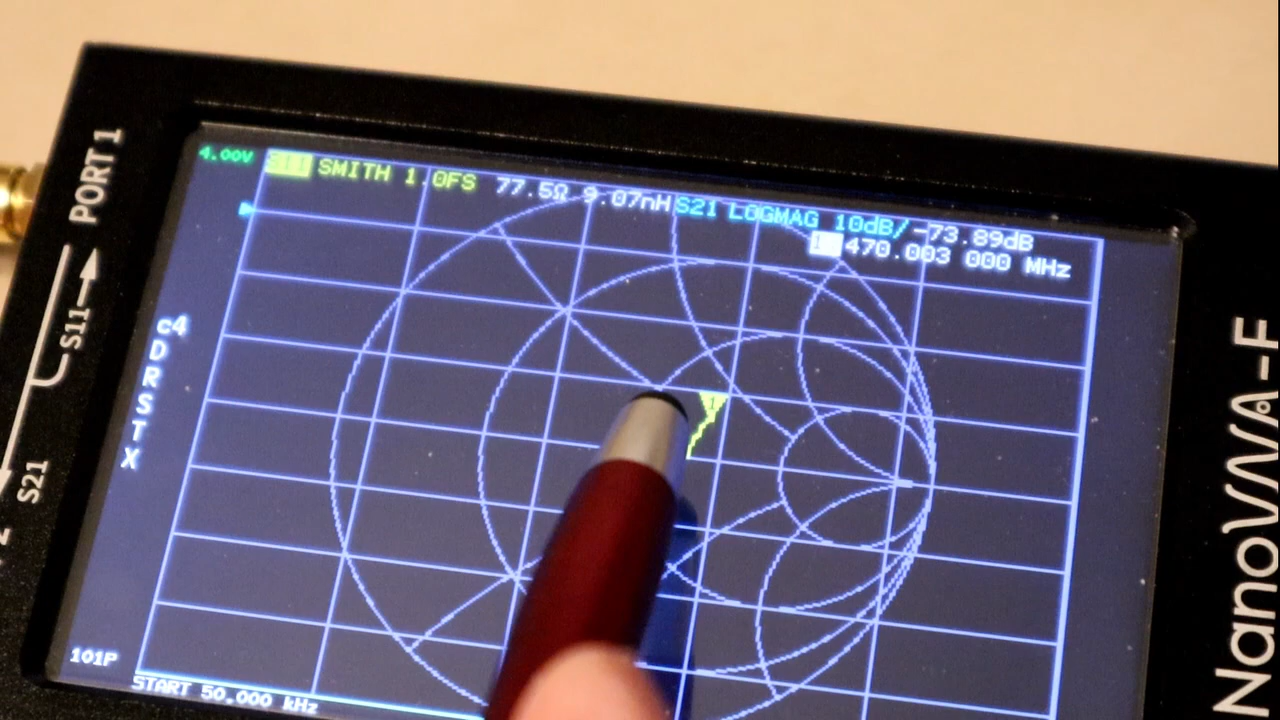 4.00V
S11 SMITH 1.0FS 77.5Ω 9.07nH S21 LOGMAG 10dB/ -73.89dB
470.003 000 MHz
PORT 1
S11
S21
2
c4
D
R
S
T
X
1
101P
START 50.000 kHz
NanoVNA-F